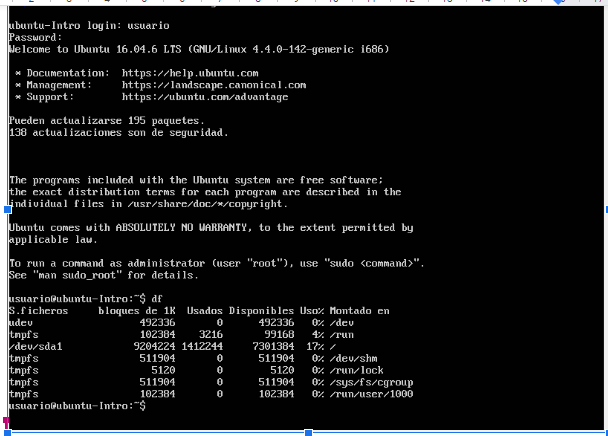 ubuntu-Intro login: usuario
Password:
Welcome to Ubuntu 16.04.6 LTS (GNU/Linux 4.4.0-142-generic i686)
* Documentation:  https://help.ubuntu.com
* Management:     https://landscape.canonical.com
* Support:        https://ubuntu.com/advantage
Pueden actualizarse 195 paquetes.
138 actualizaciones son de seguridad.
The programs included with the Ubuntu system are free software;
the exact distribution terms for each program are described in the
individual files in /usr/share/doc/*/copyright.
Ubuntu comes with ABSOLUTELY NO WARRANTY, to the extent permitted by
applicable law.
To run a command as administrator (user "root"), use "sudo <command>".
See "man sudo_root" for details.
usuario@ubuntu-Intro:~$ df
S.ficheros     bloques de 1K  Usados Disponibles Uso% Montado en
udev                  492336       0      492336   0% /dev
tmpfs                 102384    3216       99168   4% /run
/dev/sda1            9204224 1412244     7301384  17% /
tmpfs                 511904       0      511904   0% /dev/shm
tmpfs                   5120       0        5120   0% /run/lock
tmpfs                 511904       0      511904   0% /sys/fs/cgroup
tmpfs                 102384       0      102384   0% /run/user/1000
usuario@ubuntu-Intro:~$